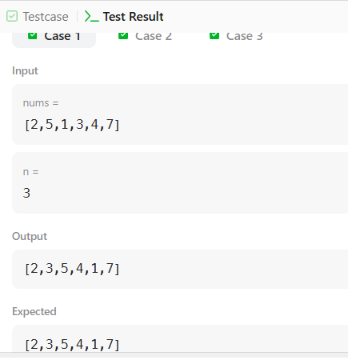 Testcase Test Result
Case 1 Case 2 Case 3
Input
nums =
[2,5,1,3,4,7]
n =
3
Output
[2,3,5,4,1,7]
Expected
[2,3,5,4,1,7]